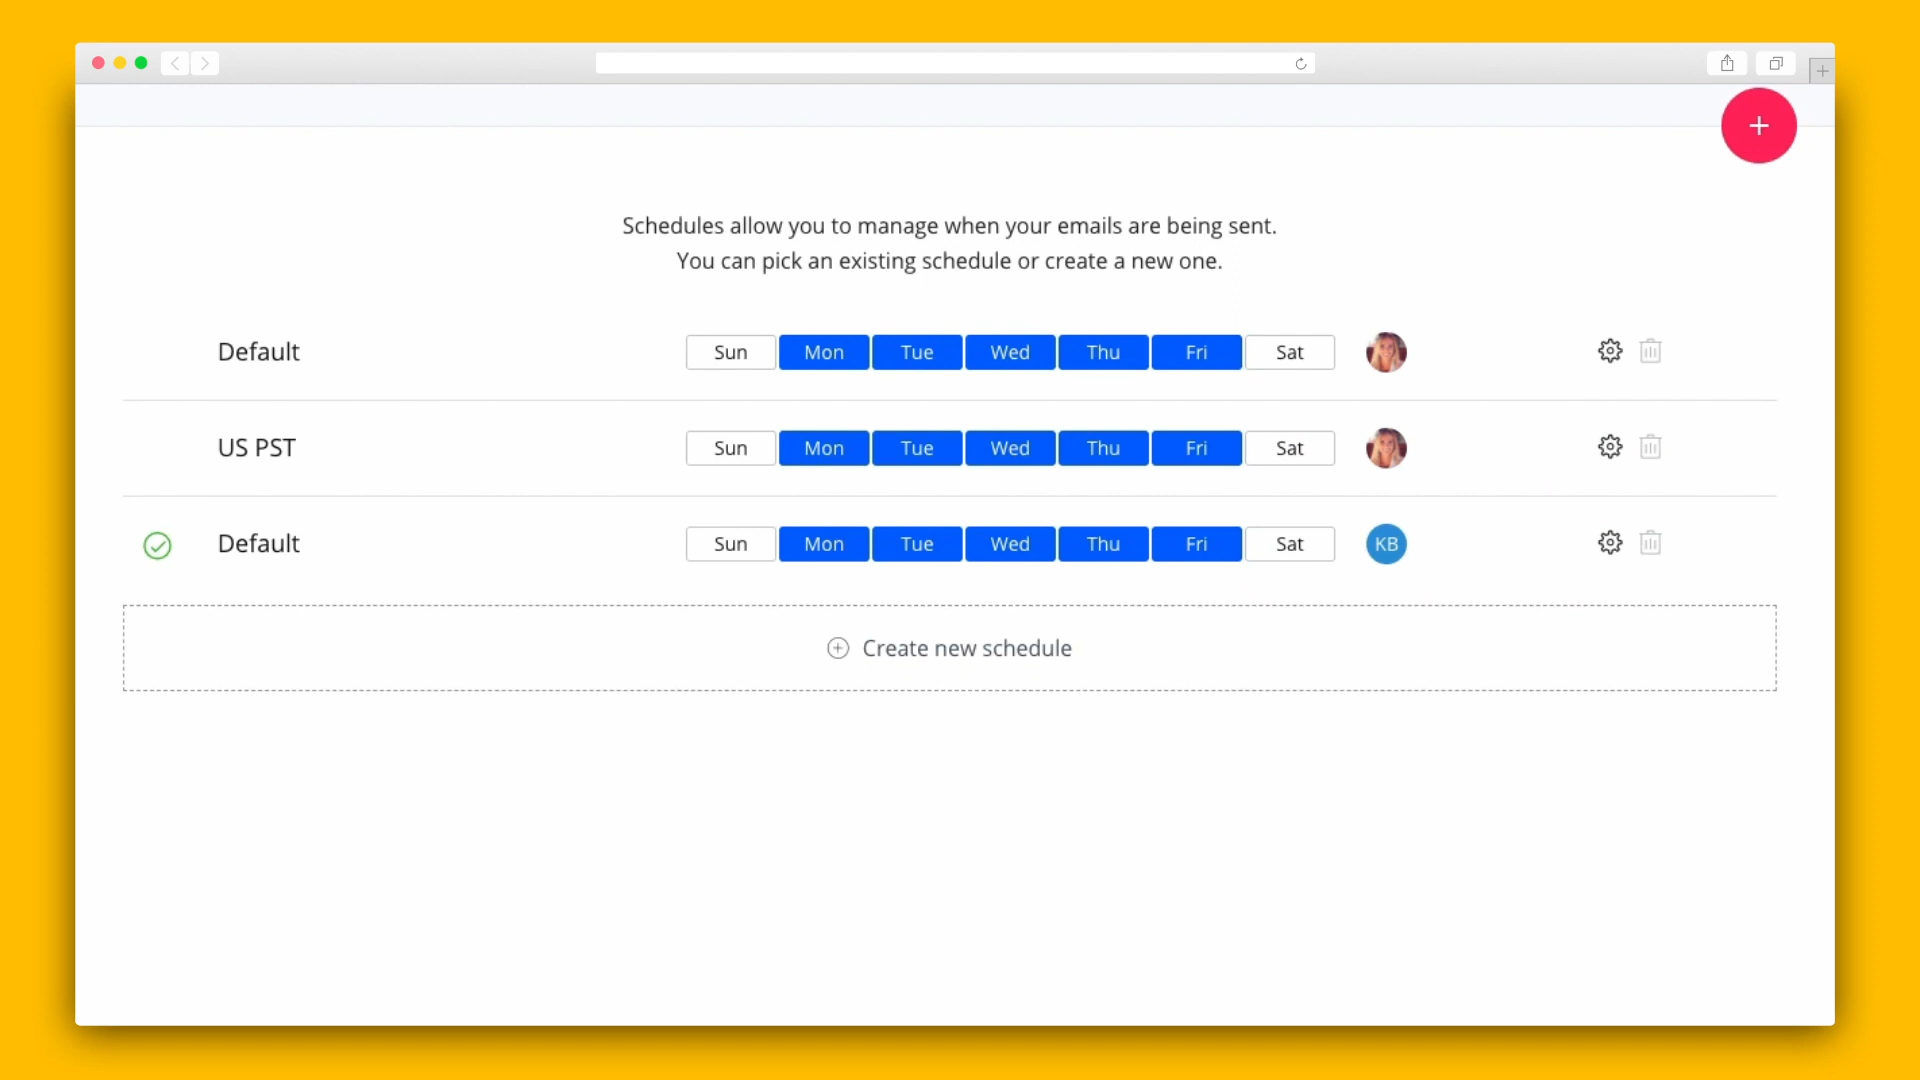 Schedules allow you to manage when your emails are being sent.
You can pick an existing schedule or create a new one.
Default Sun Mon Tue Wed Thu Fri Sat
US PST Sun Mon Tue Wed Thu Fri Sat
Default Sun Mon Tue Wed Thu Fri Sat KB
Create new schedule